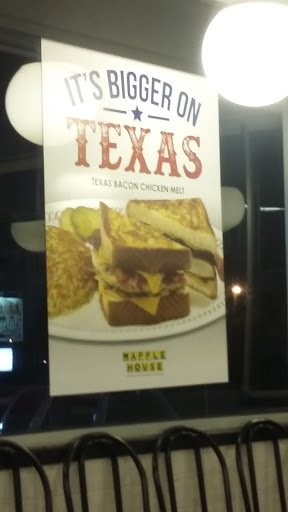 IT'S BIGGER ON
TEXAS
TEXAS BACON CHICKEN MELT
WAFFLE
HOUSE